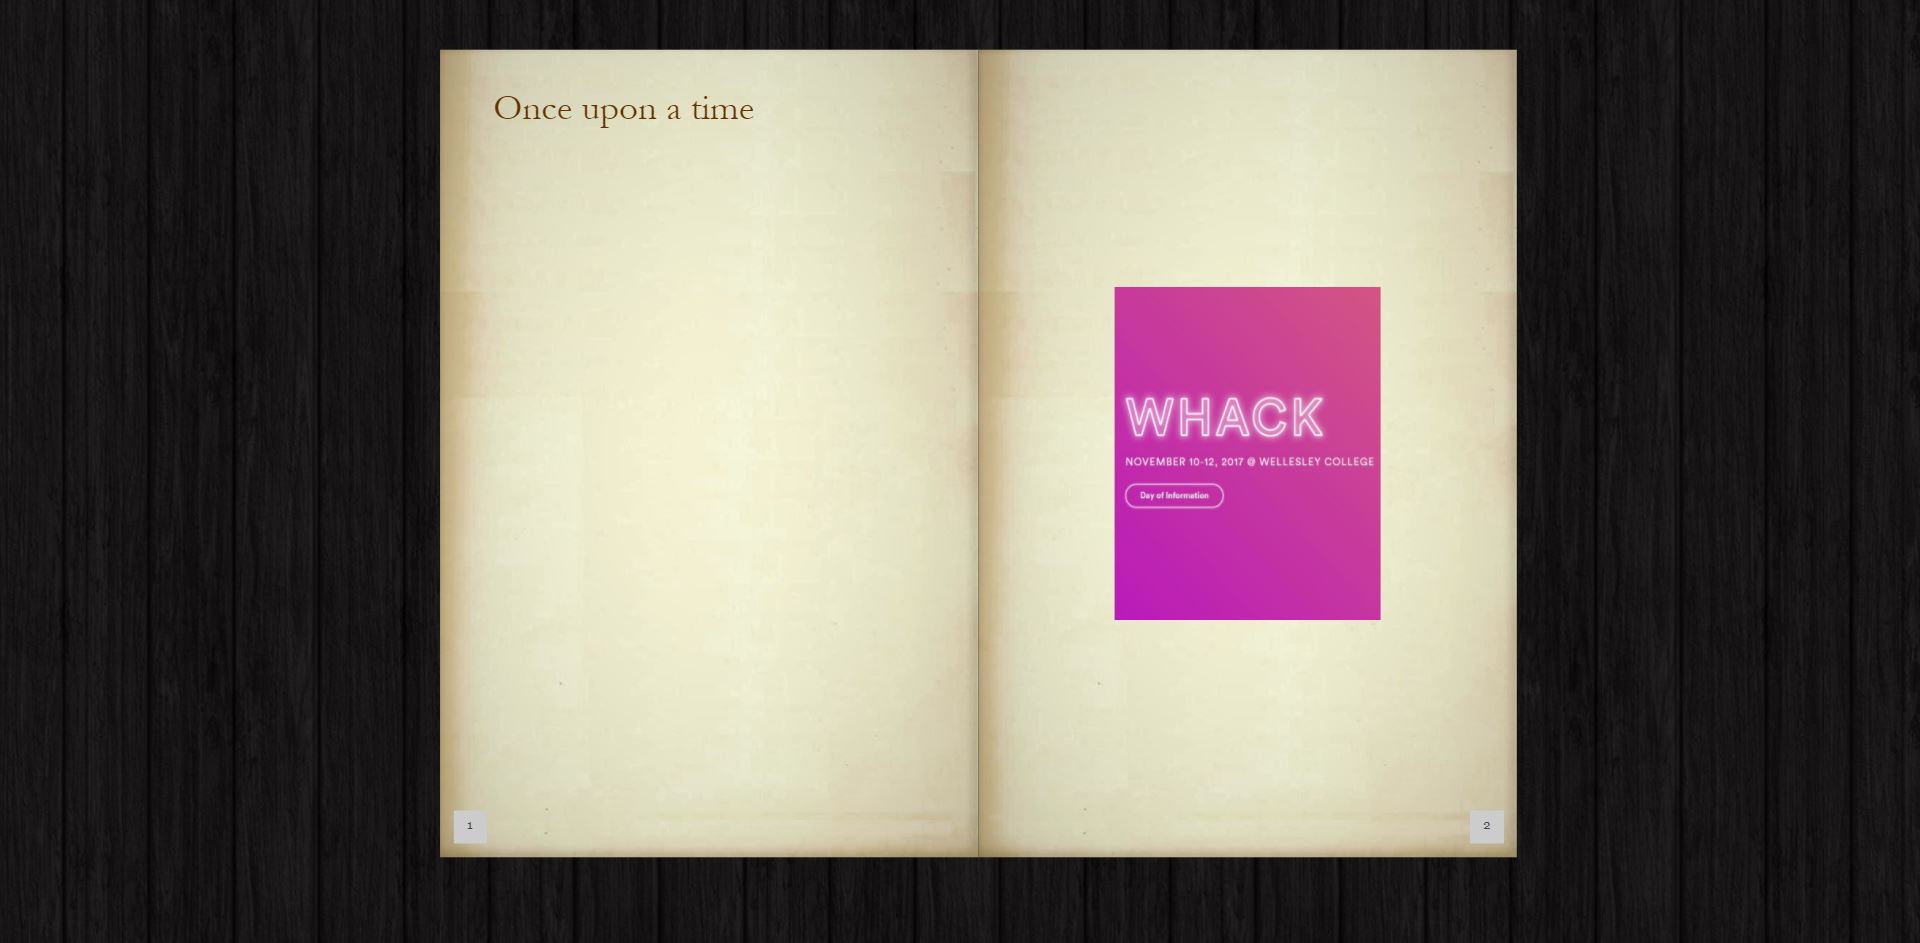 Once upon a time
1
WHACK
NOVEMBER 10-12, 2017 @ WELLESLEY COLLEGE
Day of Information
2